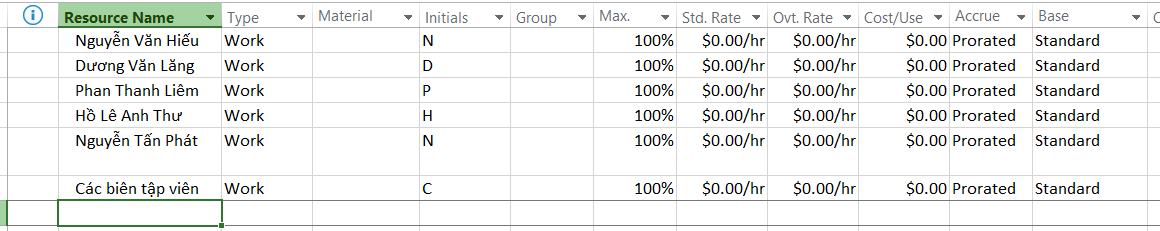 Resource Name Type Material Initials Group Max. Std. Rate Ovt. Rate Cost/Use Accrue Base C
Nguyễn Văn Hiếu Work N 100% $0.00/hr $0.00/hr $0.00 Prorated Standard
Dương Văn Lăng Work D 100% $0.00/hr $0.00/hr $0.00 Prorated Standard
Phan Thanh Liêm Work P 100% $0.00/hr $0.00/hr $0.00 Prorated Standard
Hồ Lê Anh Thư Work H 100% $0.00/hr $0.00/hr $0.00 Prorated Standard
Nguyễn Tấn Phát Work N 100% $0.00/hr $0.00/hr $0.00 Prorated Standard
Các biên tập viên Work C 100% $0.00/hr $0.00/hr $0.00 Prorated Standard